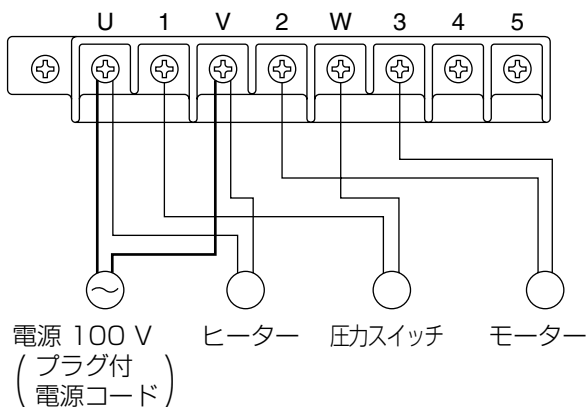 U 1 V 2 W 3 4 5
電源 100 V
(プラグ付
電源コード)
ヒーター
圧力スイッチ
モーター